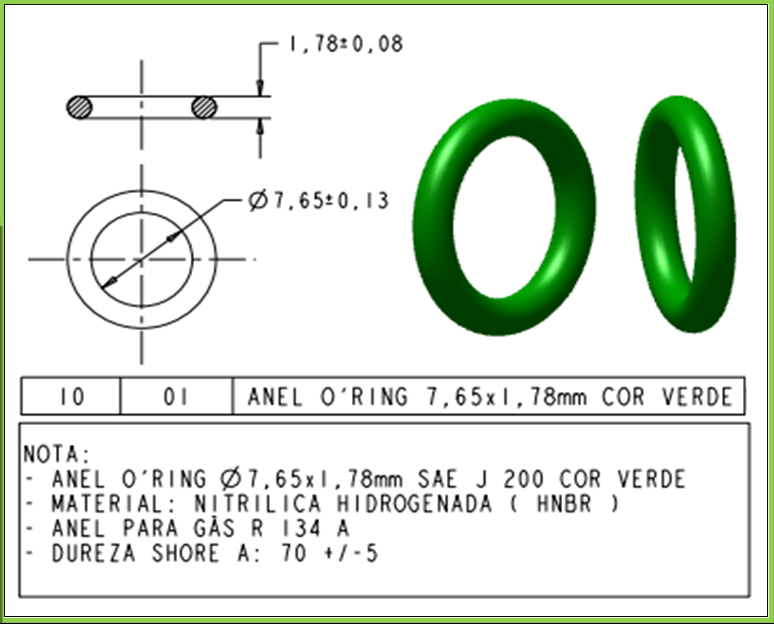 1,78±0,08
Ø7,65±0,13
10 01 ANEL O´RING 7,65x1,78mm COR VERDE
NOTA:
- ANEL O´RING Ø7,65x1,78mm SAE J 200 COR VERDE
- MATERIAL: NITRILICA HIDROGENADA ( HNBR )
- ANEL PARA GÀS R 134 A
- DUREZA SHORE A: 70 +/-5